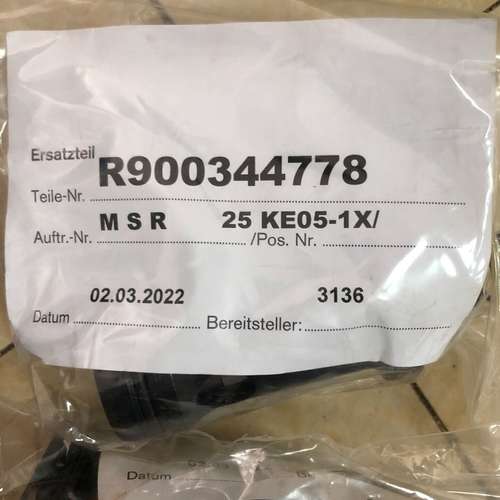 Ersatzteil
Teile-Nr. R900344778
M S R 25 KE05-1X/
Auftr.-Nr. /Pos. Nr.
02.03.2022 3136
Datum Bereitsteller:
Datum